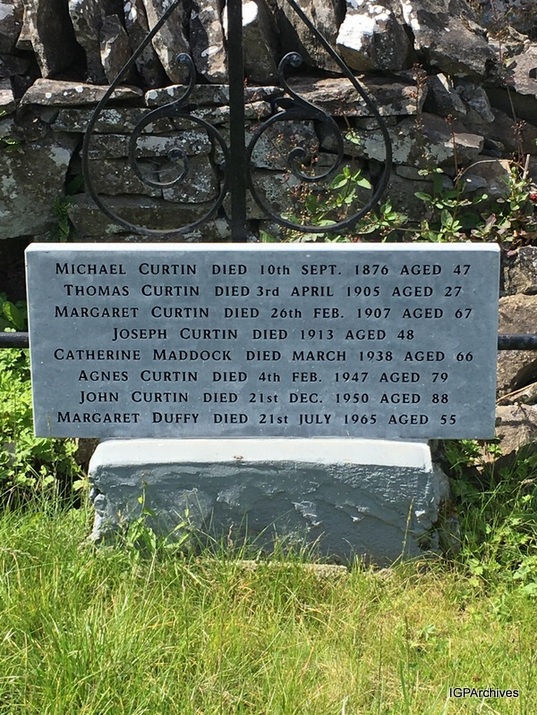 MICHAEL CURTIN DIED 10th SEPT. 1876 AGED 47
THOMAS CURTIN DIED 3rd APRIL 1905 AGED 27
MARGARET CURTIN DIED 26th FEB. 1907 AGED 67
JOSEPH CURTIN DIED 1913 AGED 48
CATHERINE MADDOCK DIED MARCH 1938 AGED 66
AGNES CURTIN DIED 4th FEB. 1947 AGED 79
JOHN CURTIN DIED 21st DEC. 1950 AGED 88
MARGARET DUFFY DIED 21st JULY 1965 AGED 55
IGPArchives